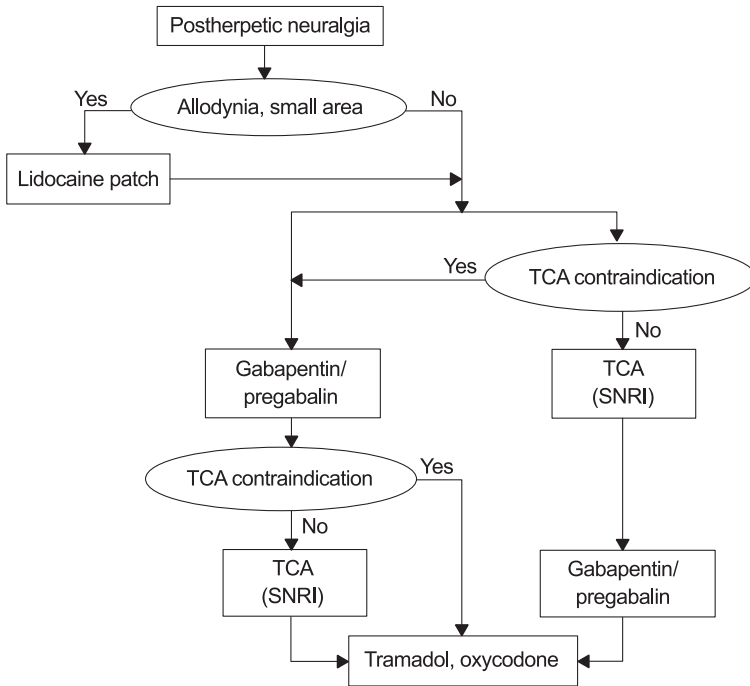 Postherpetic neuralgia
Yes
Allodynia, small area
No
Lidocaine patch
Yes
TCA contraindication
No
Gabapentin/
pregabalin
TCA
(SNRI)
TCA contraindication
Yes
No
TCA
(SNRI)
Gabapentin/
pregabalin
Tramadol, oxycodone